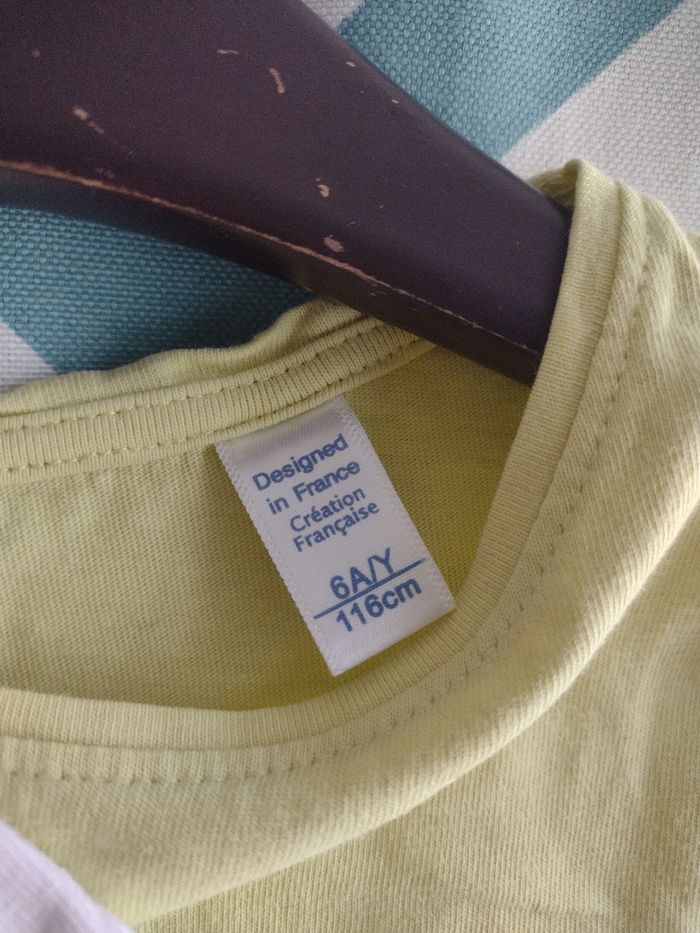 Designed
in France
Création
Française
6A/Y
116cm